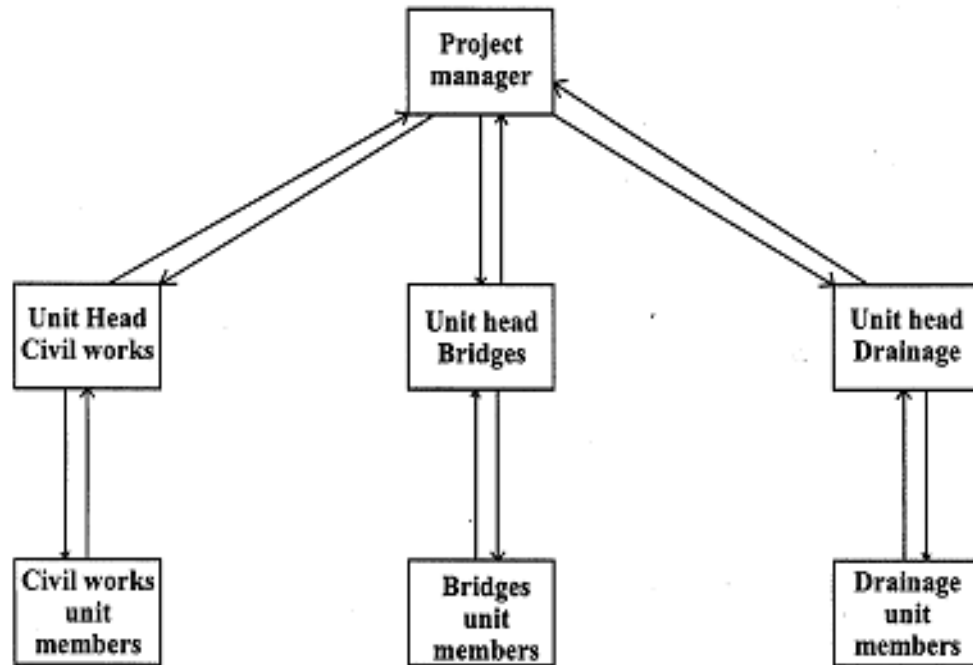 Project
manager
Unit Head
Civil works
Unit head
Bridges
Unit head
Drainage
Civil works
unit
members
Bridges
unit
members
Drainage
unit
members